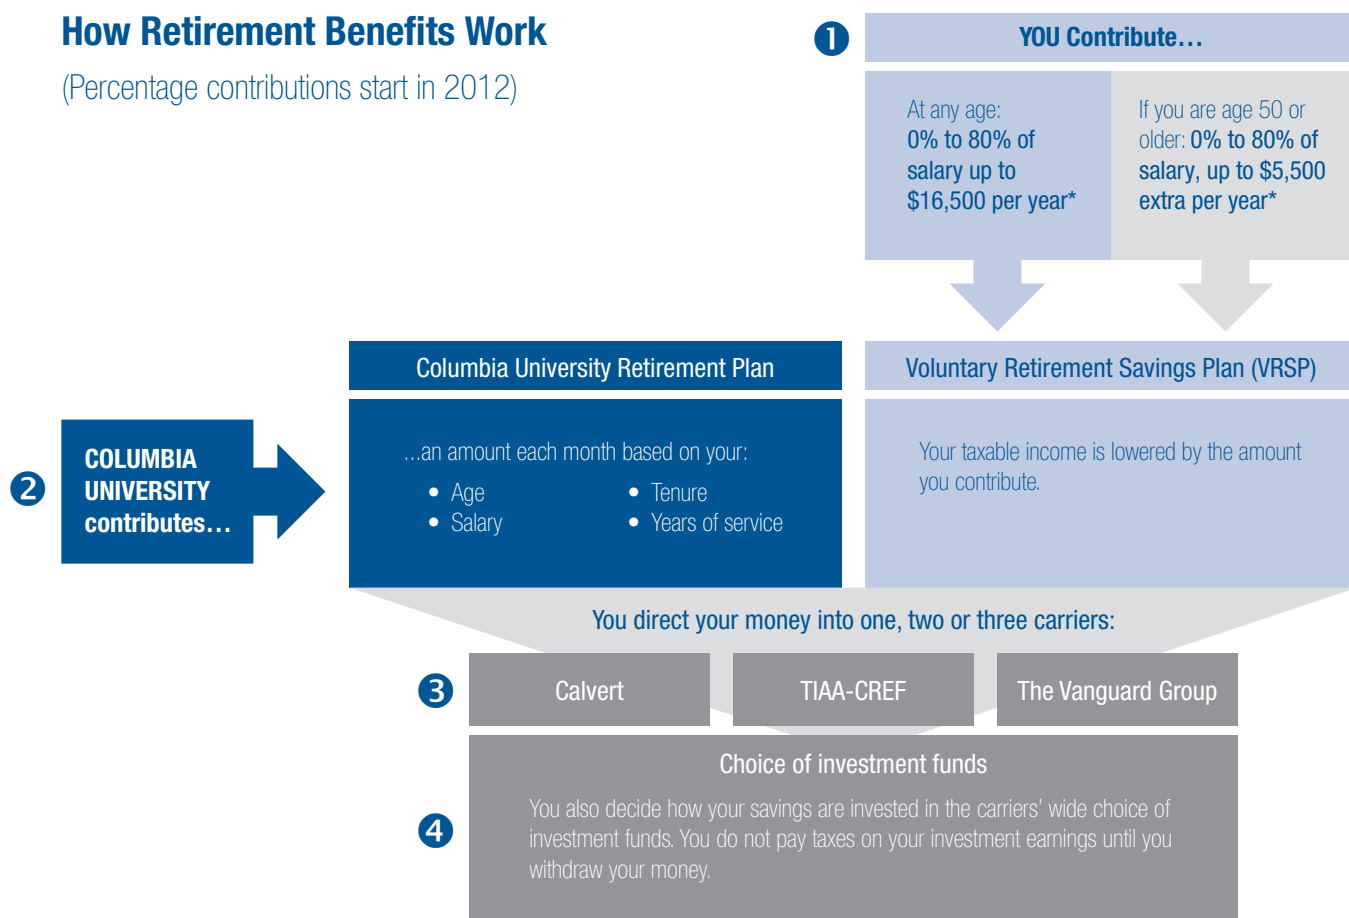 How Retirement Benefits Work
(Percentage contributions start in 2012)
❶
YOU Contribute…
At any age:
0% to 80% of
salary up to
$16,500 per year*
If you are age 50 or
older: 0% to 80% of
salary, up to $5,500
extra per year*
❷
COLUMBIA
UNIVERSITY
contributes…
Columbia University Retirement Plan
…an amount each month based on your:
• Age
• Salary
• Tenure
• Years of service
Voluntary Retirement Savings Plan (VRSP)
Your taxable income is lowered by the amount
you contribute.
You direct your money into one, two or three carriers:
❸
Calvert
TIAA-CREF
The Vanguard Group
❹
Choice of investment funds
You also decide how your savings are invested in the carriers’ wide choice of
investment funds. You do not pay taxes on your investment earnings until you
withdraw your money.